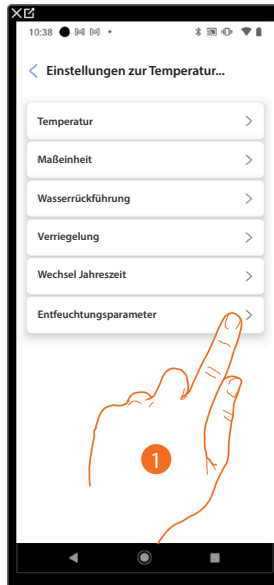 10:38
Einstellungen zur Temperatur...
Temperatur
Maßeinheit
Wasserrückführung
Verriegelung
Wechsel Jahreszeit
Entfeuchtungsparameter
1